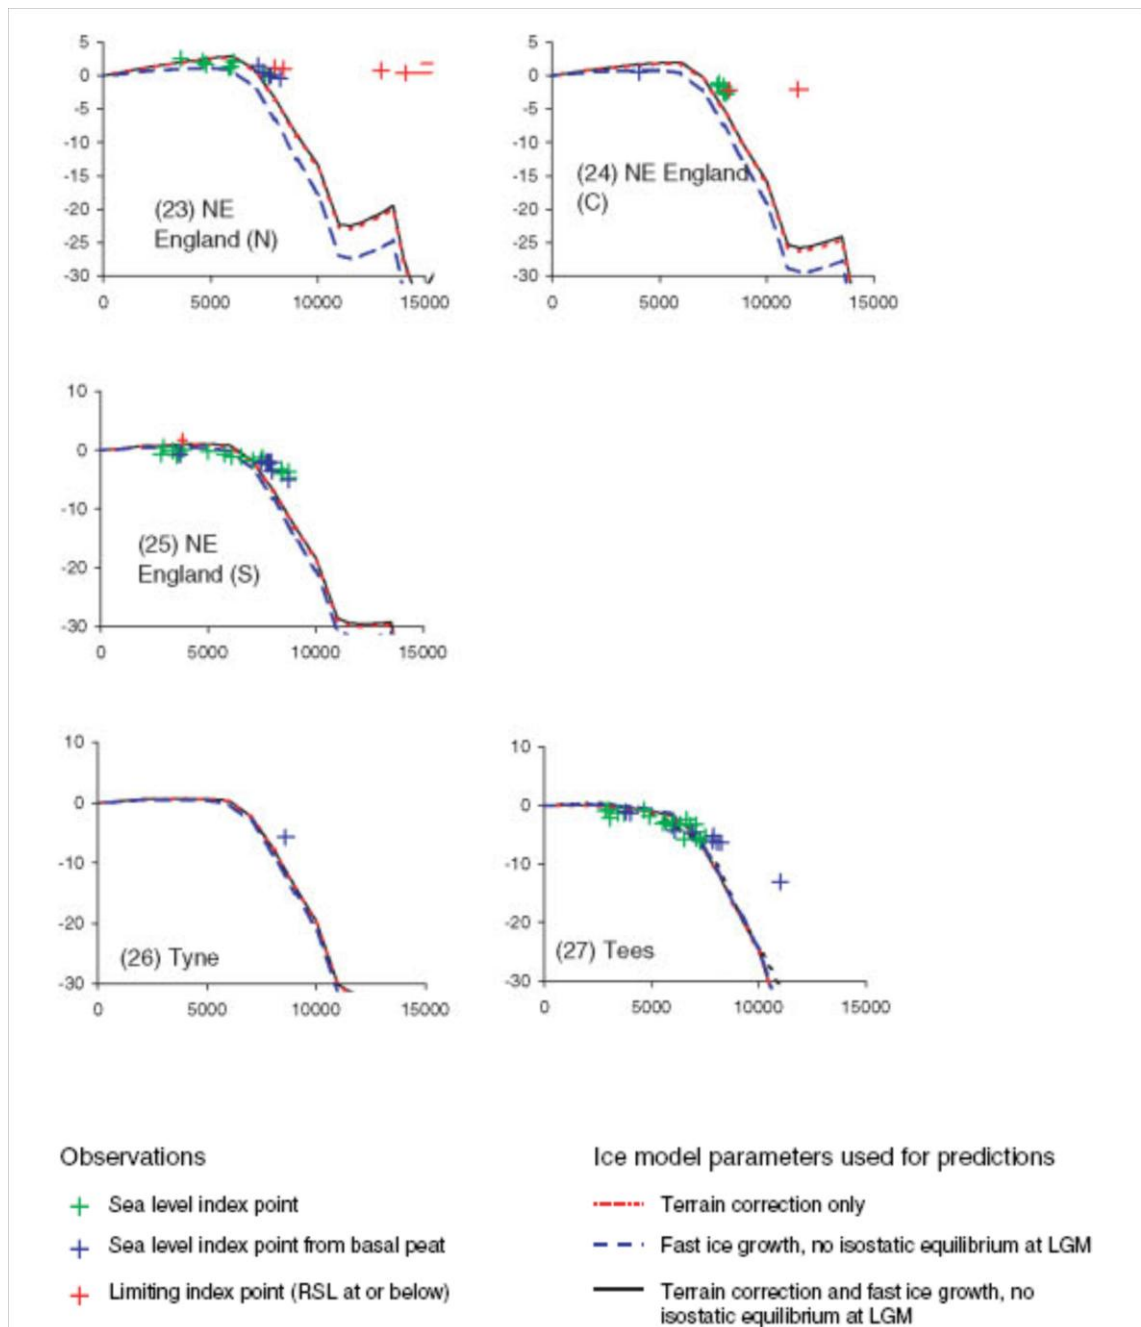 5
0
-5
-10
-15
-20
-25
-30
(23) NE
England (N)
0 5000 10000 15000
5
0
-5
-10
-15
-20
-25
-30
(24) NE England
(C)
0 5000 10000 15000
10
0
-10
-20
-30
(25) NE
England (S)
0 5000 10000 15000
10
0
-10
-20
-30
(26) Tyne
0 5000 10000 15000
10
0
-10
-20
-30
(27) Tees
0 5000 10000 15000
Observations
Sea level index point
Sea level index point from basal peat
Limiting index point (RSL at or below)
Ice model parameters used for predictions
Terrain correction only
Fast ice growth, no isostatic equilibrium at LGM
Terrain correction and fast ice growth, no
isostatic equilibrium at LGM